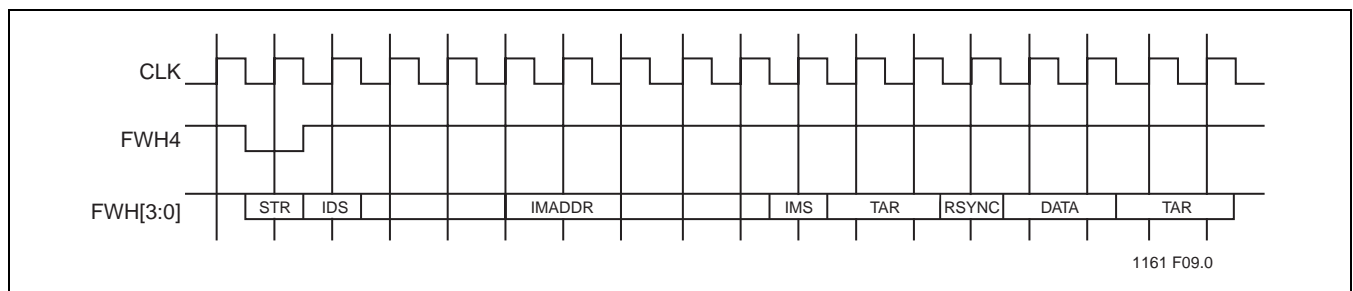 CLK
FWH4
FWH[3:0]
STR IDS IMADDR IMS TAR RSYNC DATA TAR
1161 F09.0